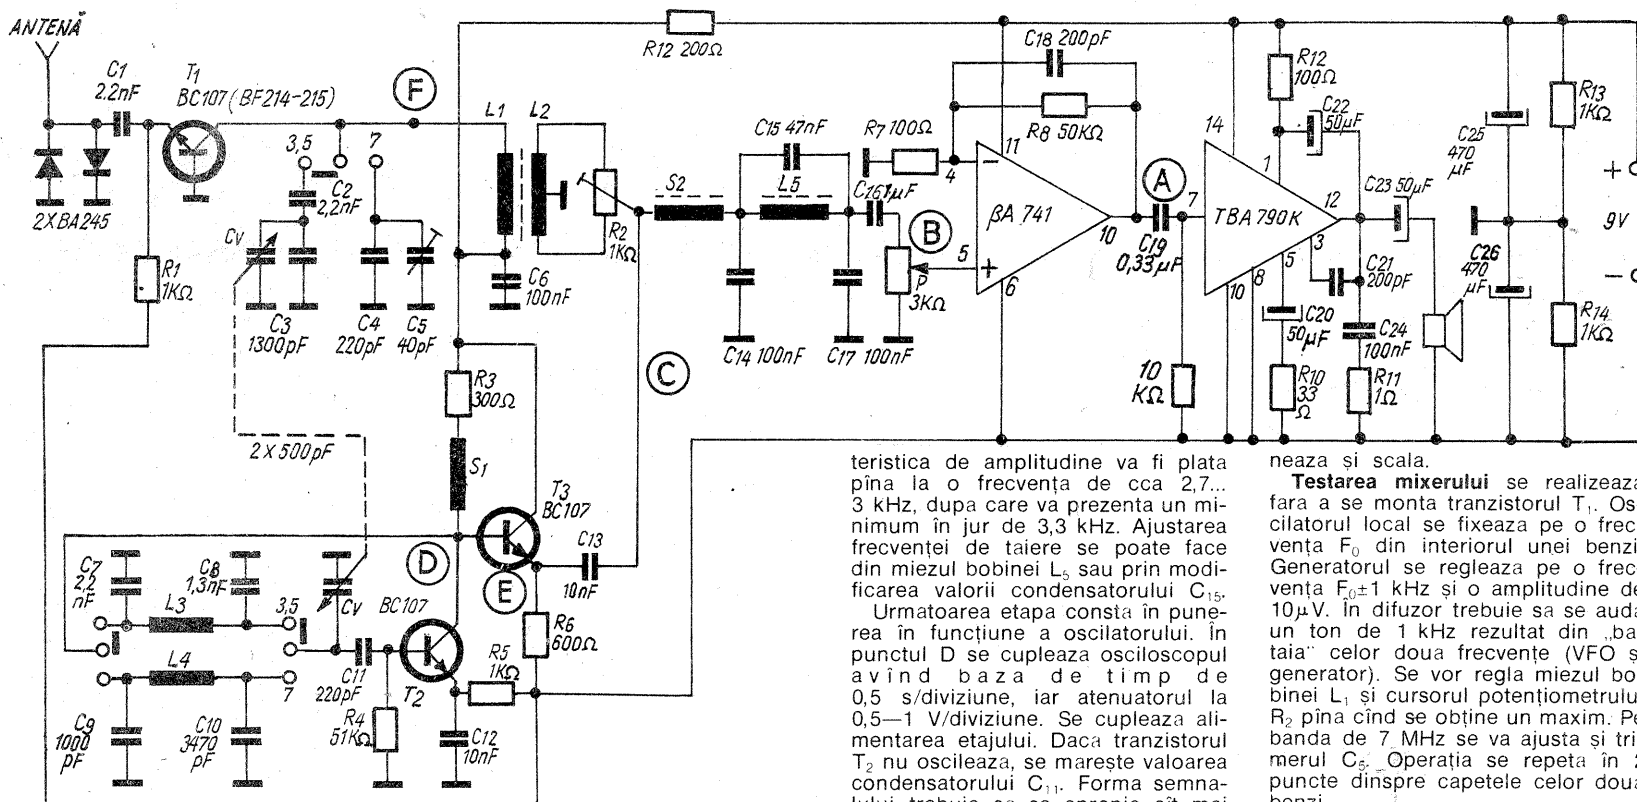 ANTENĂ
C1
2.2nF
T1
BC107(BF214-215)
F
3,5
7
C2
2,2nF
2XBA245
R1
1KΩ
Cv
C3
1300pF
C4
220pF
C5
40pF
R12 200Ω
L1
L2
R2
1KΩ
C6
100nF
S2
C15 47nF
L5
C16 1µF
C14 100nF
C17 100nF
R7 100Ω
B
P
3KΩ
C18 200pF
R8 50KΩ
4
11
βA 741
5
6
10
A
C19
0,33µF
7
14
TBA790K
1
12
3
5
8
10
R12
100Ω
C22
50µF
C23 50µF
C21
200pF
C20
50µF
C24
100nF
R10
33
Ω
R11
1Ω
10
KΩ
C25
470
µF
C26
470
µF
R13
1KΩ
R14
1KΩ
+
9V
−
C
R3
300Ω
S1
2X500pF
T3
BC107
C13
10nF
D
E
C7
2,2
nF
C8
1,3nF
L3
3,5
Cv
BC107
L4
7
C11
220pF
T2
R5
1KΩ
R6
600Ω
R4
51KΩ
C12
10nF
C9
1000
pF
C10
3470
pF
teristica de amplitudine va fi plata
pîna la o frecvența de cca 2,7...
3 kHz, dupa care va prezenta un mi-
nimum în jur de 3,3 kHz. Ajustarea
frecvenței de taiere se poate face
din miezul bobinei L5 sau prin modi-
ficarea valorii condensatorului C15.
Urmatoarea etapa consta în pune-
rea în funcțiune a oscilatorului. În
punctul D se cupleaza osciloscopul
avînd baza de timp de
0,5 s/diviziune, iar atenuatorul la
0,5—1 V/diviziune. Se cupleaza ali-
mentarea etajului. Daca tranzistorul
T2 nu oscileaza, se marește valoarea
condensatorului C11. Forma semna-
neaza și scala.
Testarea mixerului se realizeaza
fara a se monta tranzistorul T1. Os-
cilatorul local se fixeaza pe o frec-
vența F0 din interiorul unei benzi.
Generatorul se regleaza pe o frec-
vența F0±1 kHz și o amplitudine de
10µV. În difuzor trebuie sa se auda
un ton de 1 kHz rezultat din „ba-
taia" celor doua frecvențe (VFO și
generator). Se vor regla miezul bo-
binei L1 și cursorul potențiometrului
R2 pîna cînd se obține un maxim. Pe
banda de 7 MHz se va ajusta și tri-
merul C5. Operația se repeta în 2
puncte dinspre capetele celor doua
benzi.